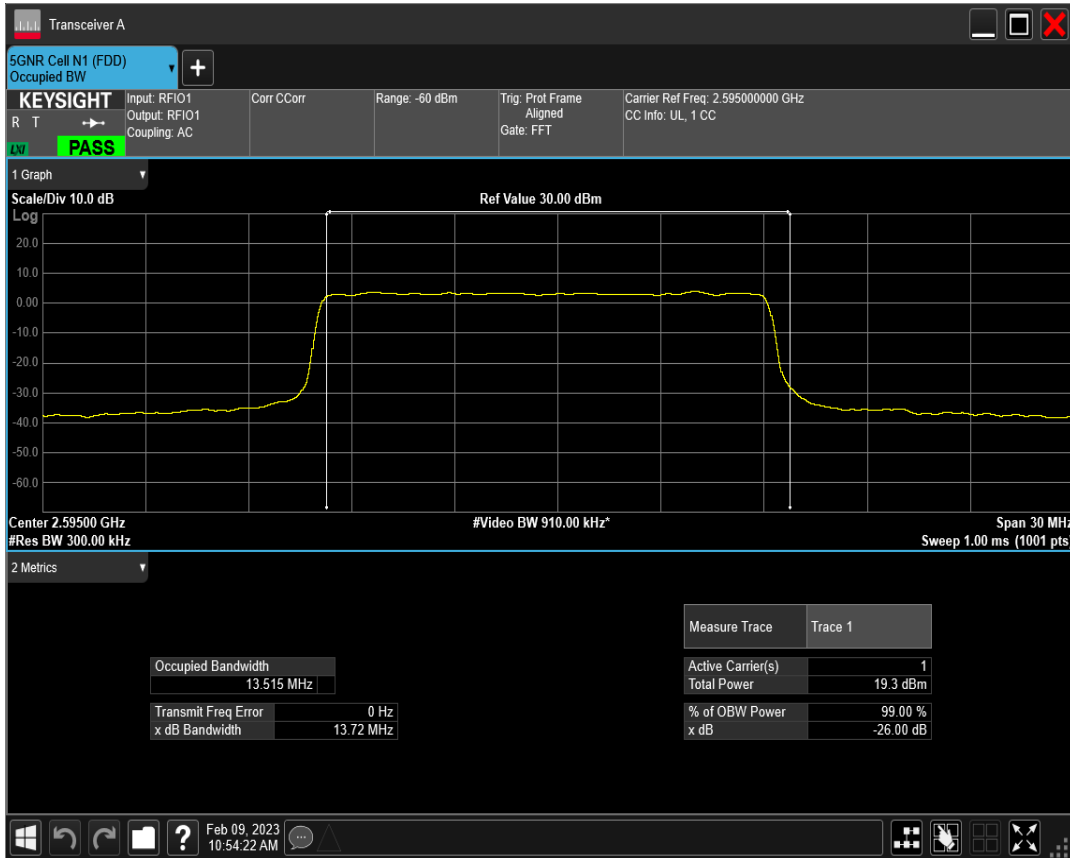 Transceiver A
5GNR Cell N1 (FDD)
Occupied BW
+
KEYSIGHT
R T
LXI
PASS
Input: RFIO1
Output: RFIO1
Coupling: AC
Corr CCorr
Range: -60 dBm
Trig: Prot Frame
Aligned
Gate: FFT
Carrier Ref Freq: 2.595000000 GHz
CC Info: UL, 1 CC
1 Graph
Scale/Div 10.0 dB
Ref Value 30.00 dBm
Log
20.0
10.0
0.00
-10.0
-20.0
-30.0
-40.0
-50.0
-60.0
Center 2.59500 GHz
#Video BW 910.00 kHz*
Span 30 MHz
#Res BW 300.00 kHz
Sweep 1.00 ms (1001 pts)
2 Metrics
Measure Trace Trace 1
Occupied Bandwidth
13.515 MHz
Transmit Freq Error 0 Hz
x dB Bandwidth 13.72 MHz
Active Carrier(s) 1
Total Power 19.3 dBm
% of OBW Power 99.00 %
x dB -26.00 dB
?
Feb 09, 2023
10:54:22 AM